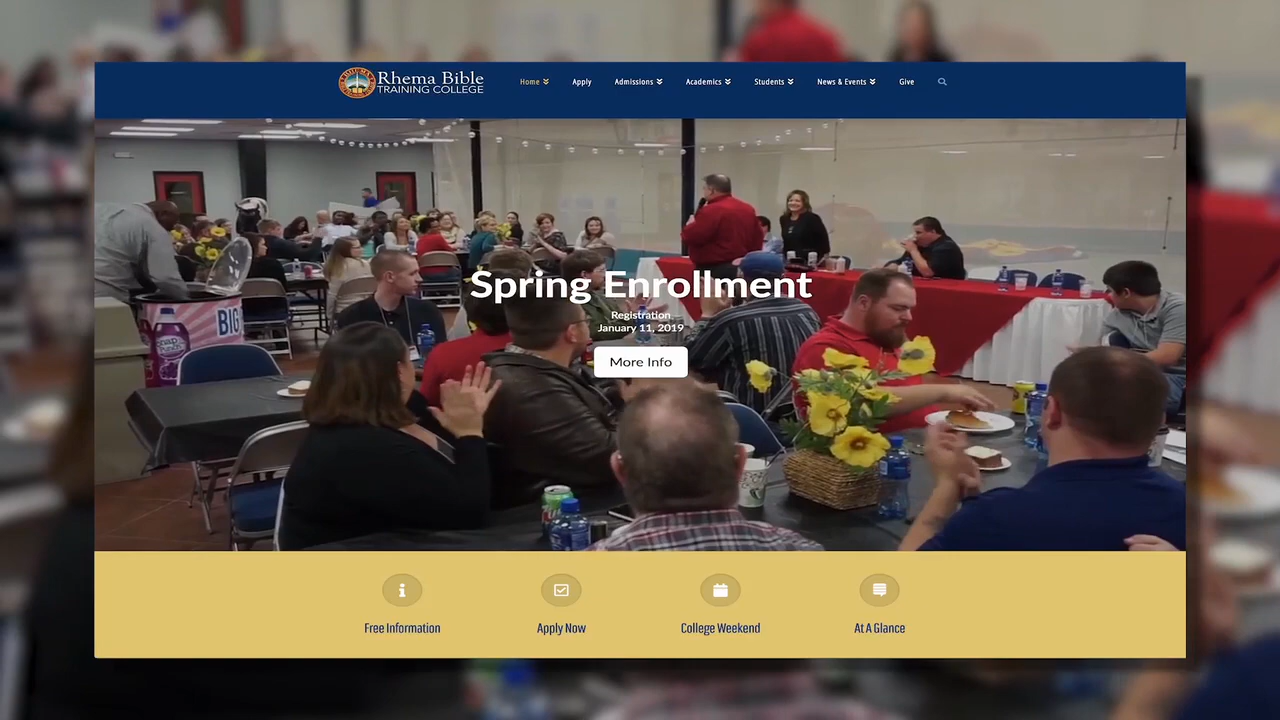 Rhema Bible
TRAINING COLLEGE
Home
Apply
Admissions
Academics
Students
News & Events
Give
Spring Enrollment
Registration
January 11, 2019
More Info
BIG
Free Information
Apply Now
College Weekend
At A Glance